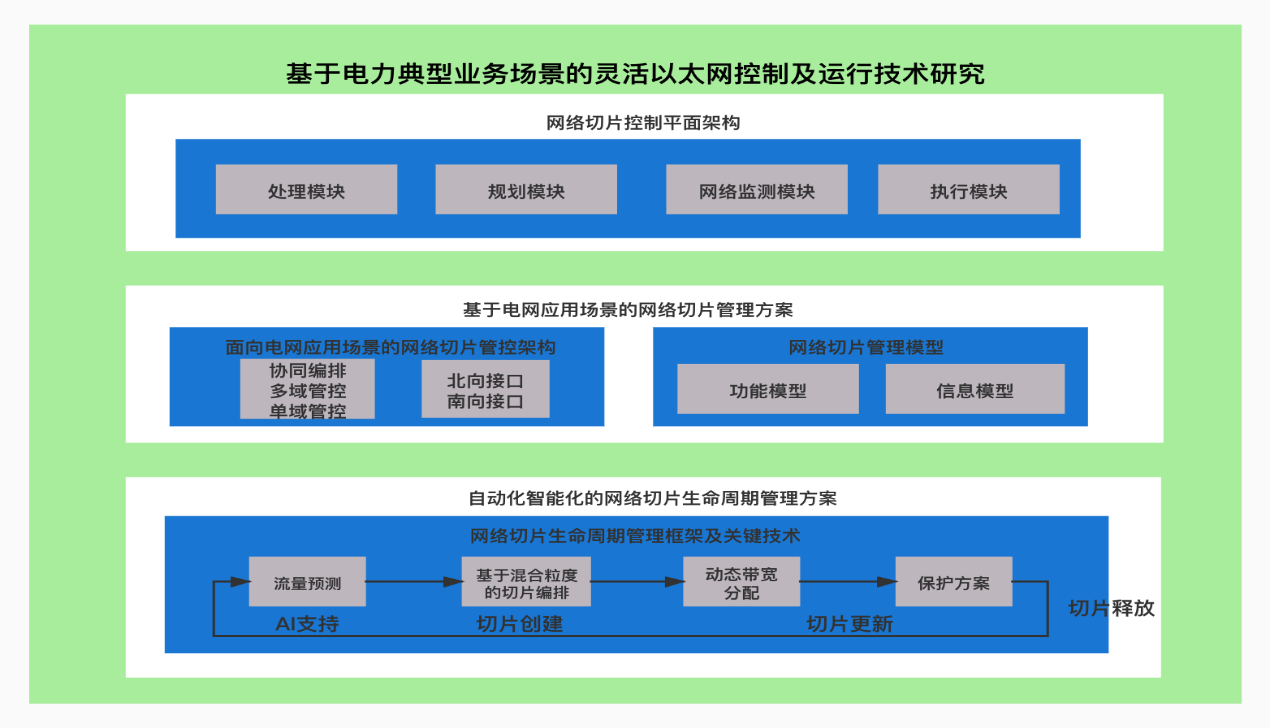 基于电力典型业务场景的灵活以太网控制及运行技术研究
网络切片控制平面架构
处理模块
规划模块
网络监测模块
执行模块
基于电网应用场景的网络切片管理方案
面向电网应用场景的网络切片管控架构
协同编排
多域管控
单域管控
北向接口
南向接口
网络切片管理模型
功能模型
信息模型
自动化智能化的网络切片生命周期管理方案
网络切片生命周期管理框架及关键技术
流量预测
基于混合粒度
的切片编排
动态带宽
分配
保护方案
AI支持
切片创建
切片更新
切片释放